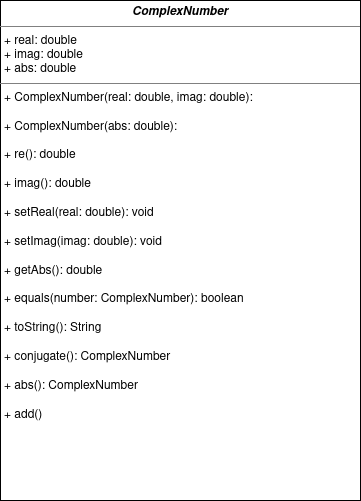 ComplexNumber
+ real: double
+ imag: double
+ abs: double
+ ComplexNumber(real: double, imag: double):
+ ComplexNumber(abs: double):
+ re(): double
+ imag(): double
+ setReal(real: double): void
+ setImag(imag: double): void
+ getAbs(): double
+ equals(number: ComplexNumber): boolean
+ toString(): String
+ conjugate(): ComplexNumber
+ abs(): ComplexNumber
+ add()